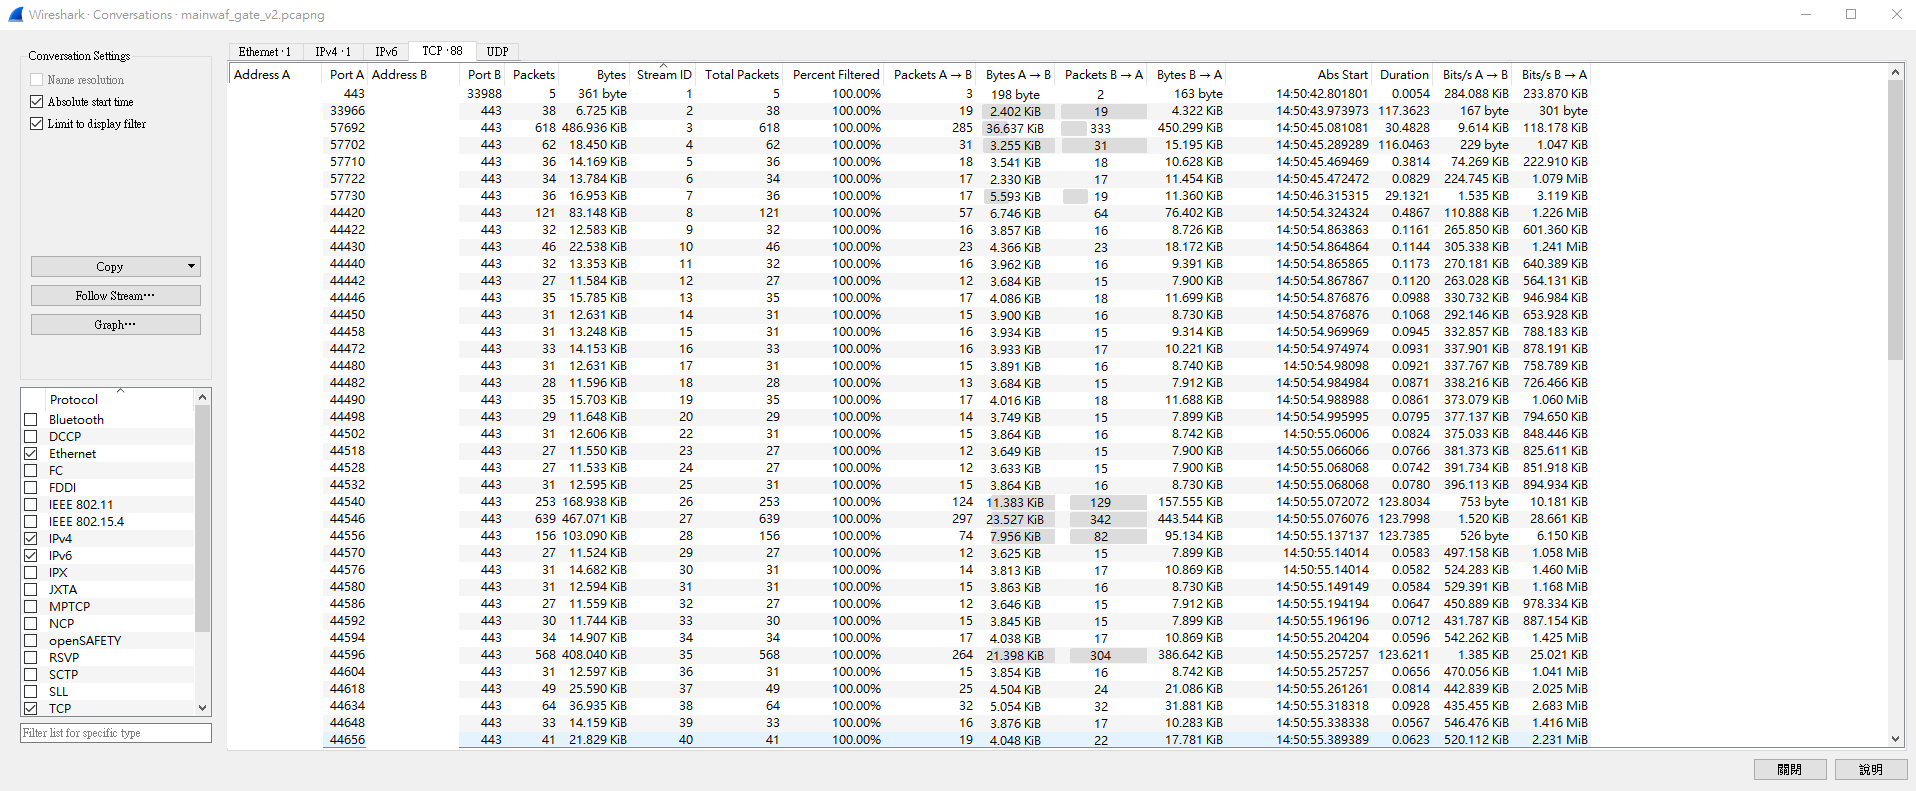 Wireshark · Conversations · mainwaf_gate_v2.pcapng
Conversation Settings
Name resolution
Absolute start time
Limit to display filter
Copy
Follow Stream…
Graph…
Protocol
Bluetooth
DCCP
Ethernet
FC
FDDI
IEEE 802.11
IEEE 802.15.4
IPv4
IPv6
IPX
JXTA
MPTCP
NCP
openSAFETY
RSVP
SCTP
SLL
TCP
Filter list for specific type
Ethernet · 1 IPv4 · 1 IPv6 TCP · 88 UDP
Address A Port A Address B Port B Packets Bytes Stream ID Total Packets Percent Filtered Packets A → B Bytes A → B Packets B → A Bytes B → A Abs Start Duration Bits/s A → B Bits/s B → A
443 33988 5 361 byte 1 5 100.00% 3 198 byte 2 163 byte 14:50:42.801801 0.0054 284.088 KiB 233.870 KiB
33966 443 38 6.725 KiB 2 38 100.00% 19 2.402 KiB 19 4.322 KiB 14:50:43.973973 117.3623 167 byte 301 byte
57692 443 618 486.936 KiB 3 618 100.00% 285 36.637 KiB 333 450.299 KiB 14:50:45.081081 30.4828 9.614 KiB 118.178 KiB
57702 443 62 18.450 KiB 4 62 100.00% 31 3.255 KiB 31 15.195 KiB 14:50:45.289289 116.0463 229 byte 1.047 KiB
57710 443 36 14.169 KiB 5 36 100.00% 18 3.541 KiB 18 10.628 KiB 14:50:45.469469 0.3814 74.269 KiB 222.910 KiB
57722 443 34 13.784 KiB 6 34 100.00% 17 2.330 KiB 17 11.454 KiB 14:50:45.472472 0.0829 224.745 KiB 1.079 MiB
57730 443 36 16.953 KiB 7 36 100.00% 17 5.593 KiB 19 11.360 KiB 14:50:46.315315 29.1321 1.535 KiB 3.119 KiB
44420 443 121 83.148 KiB 8 121 100.00% 57 6.746 KiB 64 76.402 KiB 14:50:54.324324 0.4867 110.888 KiB 1.226 MiB
44422 443 32 12.583 KiB 9 32 100.00% 16 3.857 KiB 16 8.726 KiB 14:50:54.863863 0.1161 265.850 KiB 601.360 KiB
44430 443 46 22.538 KiB 10 46 100.00% 23 4.366 KiB 23 18.172 KiB 14:50:54.864864 0.1144 305.338 KiB 1.241 MiB
44440 443 32 13.353 KiB 11 32 100.00% 16 3.962 KiB 16 9.391 KiB 14:50:54.865865 0.1173 270.181 KiB 640.389 KiB
44442 443 27 11.584 KiB 12 27 100.00% 12 3.684 KiB 15 7.900 KiB 14:50:54.867867 0.1120 263.028 KiB 564.131 KiB
44446 443 35 15.785 KiB 13 35 100.00% 17 4.086 KiB 18 11.699 KiB 14:50:54.876876 0.0988 330.732 KiB 946.984 KiB
44450 443 31 12.631 KiB 14 31 100.00% 15 3.900 KiB 16 8.730 KiB 14:50:54.876876 0.1068 292.146 KiB 653.928 KiB
44458 443 31 13.248 KiB 15 31 100.00% 15 3.934 KiB 16 9.314 KiB 14:50:54.969969 0.0945 332.857 KiB 788.183 KiB
44472 443 33 14.153 KiB 16 33 100.00% 16 3.933 KiB 17 10.221 KiB 14:50:54.974974 0.0931 337.901 KiB 878.191 KiB
44480 443 31 12.631 KiB 17 31 100.00% 15 3.891 KiB 16 8.740 KiB 14:50:54.98098 0.0921 337.767 KiB 758.789 KiB
44482 443 28 11.596 KiB 18 28 100.00% 13 3.684 KiB 15 7.912 KiB 14:50:54.984984 0.0871 338.216 KiB 726.466 KiB
44490 443 35 15.703 KiB 19 35 100.00% 17 4.016 KiB 18 11.688 KiB 14:50:54.988988 0.0861 373.079 KiB 1.060 MiB
44498 443 29 11.648 KiB 20 29 100.00% 14 3.749 KiB 15 7.899 KiB 14:50:54.995995 0.0795 377.137 KiB 794.650 KiB
44502 443 31 12.606 KiB 22 31 100.00% 15 3.864 KiB 16 8.742 KiB 14:50:55.06006 0.0824 375.033 KiB 848.446 KiB
44518 443 27 11.550 KiB 23 27 100.00% 12 3.649 KiB 15 7.900 KiB 14:50:55.066066 0.0766 381.373 KiB 825.611 KiB
44528 443 27 11.533 KiB 24 27 100.00% 12 3.633 KiB 15 7.900 KiB 14:50:55.068068 0.0742 391.734 KiB 851.918 KiB
44532 443 31 12.595 KiB 25 31 100.00% 15 3.864 KiB 16 8.730 KiB 14:50:55.068068 0.0780 396.113 KiB 894.934 KiB
44540 443 253 168.938 KiB 26 253 100.00% 124 11.383 KiB 129 157.555 KiB 14:50:55.072072 123.8034 753 byte 10.181 KiB
44546 443 639 467.071 KiB 27 639 100.00% 297 23.527 KiB 342 443.544 KiB 14:50:55.076076 123.7998 1.520 KiB 28.661 KiB
44556 443 156 103.090 KiB 28 156 100.00% 74 7.956 KiB 82 95.134 KiB 14:50:55.137137 123.7385 526 byte 6.150 KiB
44570 443 27 11.524 KiB 29 27 100.00% 12 3.625 KiB 15 7.899 KiB 14:50:55.14014 0.0583 497.158 KiB 1.058 MiB
44576 443 31 14.682 KiB 30 31 100.00% 14 3.813 KiB 17 10.869 KiB 14:50:55.14014 0.0582 524.283 KiB 1.460 MiB
44580 443 31 12.594 KiB 31 31 100.00% 15 3.863 KiB 16 8.730 KiB 14:50:55.149149 0.0584 529.391 KiB 1.168 MiB
44586 443 27 11.559 KiB 32 27 100.00% 12 3.646 KiB 15 7.912 KiB 14:50:55.194194 0.0647 450.889 KiB 978.334 KiB
44592 443 30 11.744 KiB 33 30 100.00% 15 3.845 KiB 15 7.899 KiB 14:50:55.196196 0.0712 431.787 KiB 887.154 KiB
44594 443 34 14.907 KiB 34 34 100.00% 17 4.038 KiB 17 10.869 KiB 14:50:55.204204 0.0596 542.262 KiB 1.425 MiB
44596 443 568 408.040 KiB 35 568 100.00% 264 21.398 KiB 304 386.642 KiB 14:50:55.257257 123.6211 1.385 KiB 25.021 KiB
44604 443 31 12.597 KiB 36 31 100.00% 15 3.854 KiB 16 8.742 KiB 14:50:55.257257 0.0656 470.056 KiB 1.041 MiB
44618 443 49 25.590 KiB 37 49 100.00% 25 4.504 KiB 24 21.086 KiB 14:50:55.261261 0.0814 442.839 KiB 2.025 MiB
44634 443 64 36.935 KiB 38 64 100.00% 32 5.054 KiB 32 31.881 KiB 14:50:55.318318 0.0928 435.455 KiB 2.683 MiB
44648 443 33 14.159 KiB 39 33 100.00% 16 3.876 KiB 17 10.283 KiB 14:50:55.338338 0.0567 546.476 KiB 1.416 MiB
44656 443 41 21.829 KiB 40 41 100.00% 19 4.048 KiB 22 17.781 KiB 14:50:55.389389 0.0623 520.112 KiB 2.231 MiB
關閉 說明